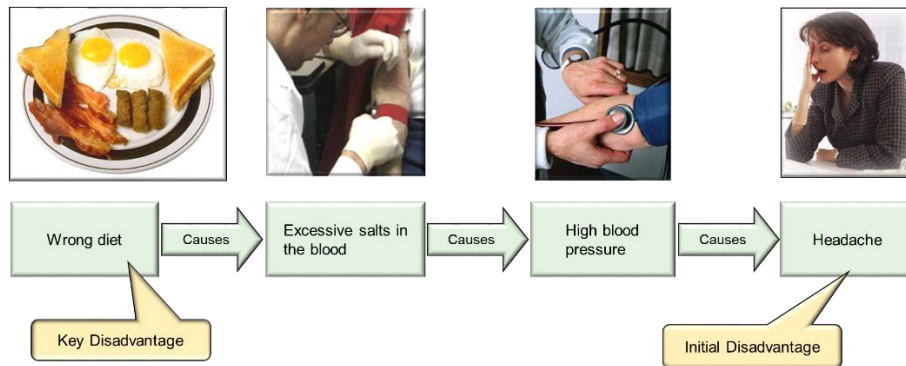 Wrong diet
Causes
Excessive salts in
the blood
Causes
High blood
pressure
Causes
Headache
Key Disadvantage
Initial Disadvantage